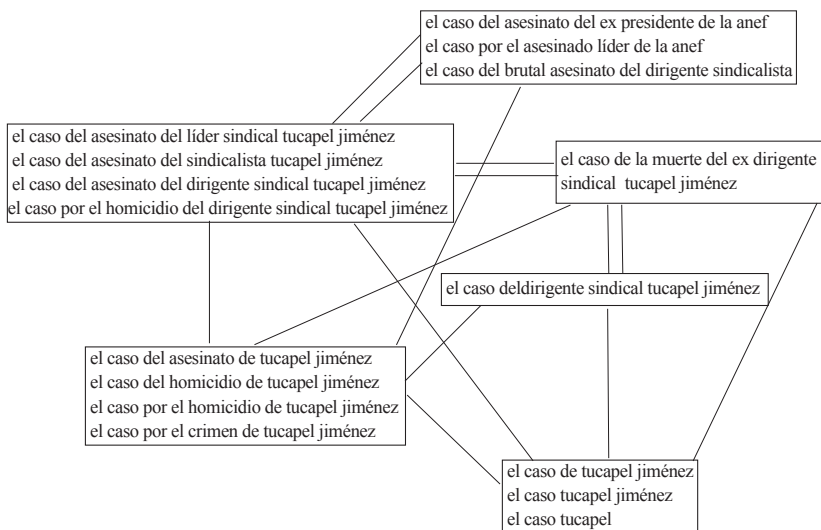 el caso del asesinato del ex presidente de la anef
el caso por el asesinado líder de la anef
el caso del brutal asesinato del dirigente sindicalista
el caso del asesinato del líder sindical tucapel jiménez
el caso del asesinato del sindicalista tucapel jiménez
el caso del asesinato del dirigente sindical tucapel jiménez
el caso por el homicidio del dirigente sindical tucapel jiménez
el caso de la muerte del ex dirigente
sindical tucapel jiménez
el caso deldirigente sindical tucapel jiménez
el caso del asesinato de tucapel jiménez
el caso del homicidio de tucapel jiménez
el caso por el homicidio de tucapel jiménez
el caso por el crimen de tucapel jiménez
el caso de tucapel jiménez
el caso tucapel jiménez
el caso tucapel